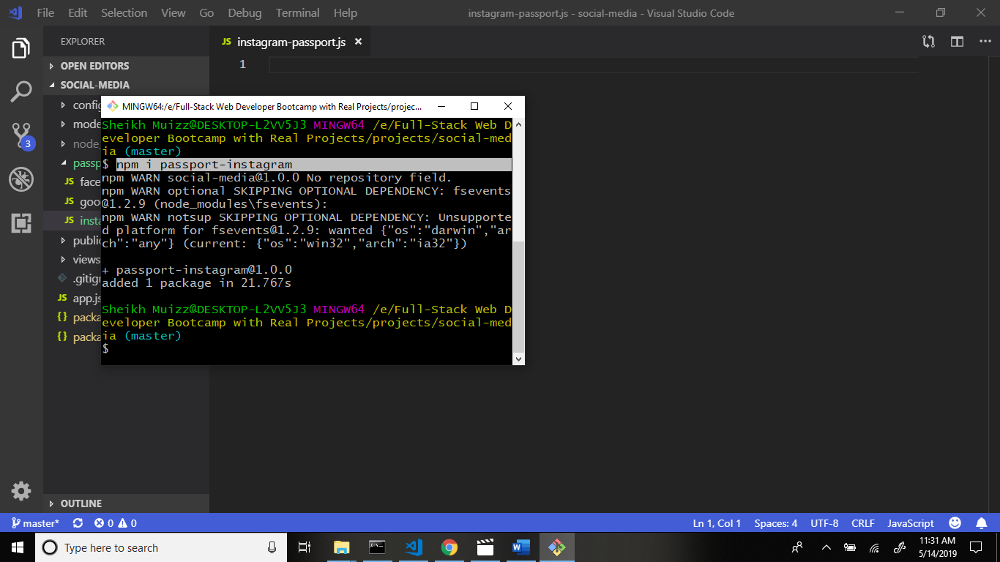 File Edit Selection View Go Debug Terminal Help
instagram-passport.js - social-media - Visual Studio Code
EXPLORER
JS instagram-passport.js
OPEN EDITORS
1
SOCIAL-MEDIA
config
mode
node_
passp
JS face
JS goo
JS insta
public
views
.gitigr
JS app.js
{} packa
{} packa
MINGW64:/e/Full-Stack Web Developer Bootcamp with Real Projects/projec...
Sheikh Muizz@DESKTOP-L2VV5J3 MINGW64 /e/Full-Stack Web D
eveloper Bootcamp with Real Projects/projects/social-med
ia (master)
$ npm i passport-instagram
npm WARN social-media@1.0.0 No repository field.
npm WARN optional SKIPPING OPTIONAL DEPENDENCY: fsevents
@1.2.9 (node_modules\fsevents):
npm WARN notsup SKIPPING OPTIONAL DEPENDENCY: Unsupporte
d platform for fsevents@1.2.9: wanted {"os":"darwin","ar
ch":"any"} (current: {"os":"win32","arch":"ia32"})
+ passport-instagram@1.0.0
added 1 package in 21.767s
Sheikh Muizz@DESKTOP-L2VV5J3 MINGW64 /e/Full-Stack Web D
eveloper Bootcamp with Real Projects/projects/social-med
ia (master)
$
3
OUTLINE
master* 0 0
Ln 1, Col 1 Spaces: 4 UTF-8 CRLF JavaScript
Type here to search
11:31 AM
5/14/2019